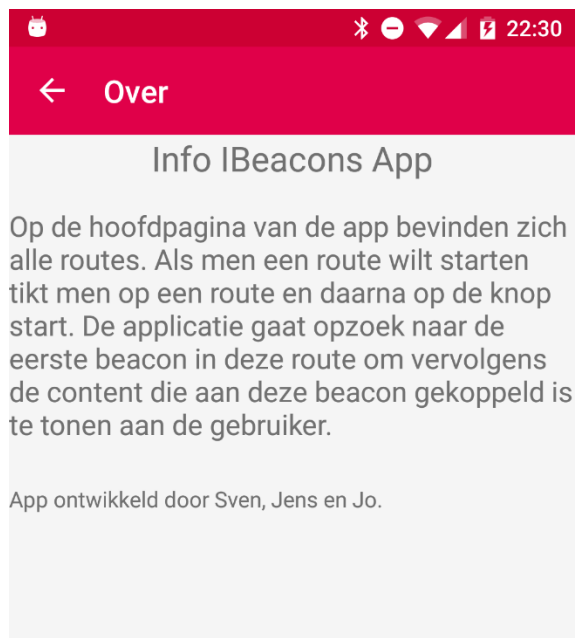 22:30
Over
Info IBeacons App
Op de hoofdpagina van de app bevinden zich
alle routes. Als men een route wilt starten
tikt men op een route en daarna op de knop
start. De applicatie gaat opzoek naar de
eerste beacon in deze route om vervolgens
de content die aan deze beacon gekoppeld is
te tonen aan de gebruiker.
App ontwikkeld door Sven, Jens en Jo.